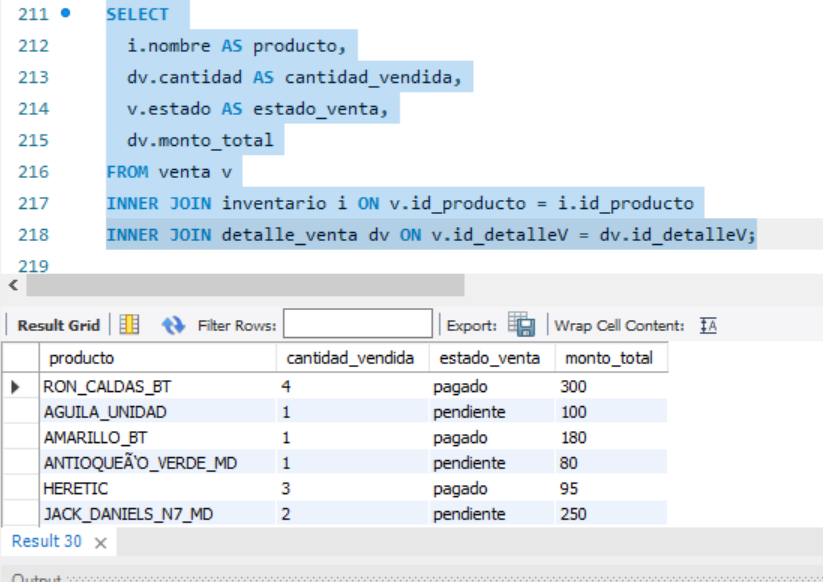 211 SELECT
212 i.nombre AS producto,
213 dv.cantidad AS cantidad_vendida,
214 v.estado AS estado_venta,
215 dv.monto_total
216 FROM venta v
217 INNER JOIN inventario i ON v.id_producto = i.id_producto
218 INNER JOIN detalle_venta dv ON v.id_detalleV = dv.id_detalleV;
219
Result Grid Filter Rows: Export: Wrap Cell Content: IA
producto cantidad_vendida estado_venta monto_total
RON_CALDAS_BT 4 pagado 300
AGUILA_UNIDAD 1 pendiente 100
AMARILLO_BT 1 pagado 180
ANTIOQUEÃ‘O_VERDE_MD 1 pendiente 80
HERETIC 3 pagado 95
JACK_DANIELS_N7_MD 2 pendiente 250
Result 30
Output